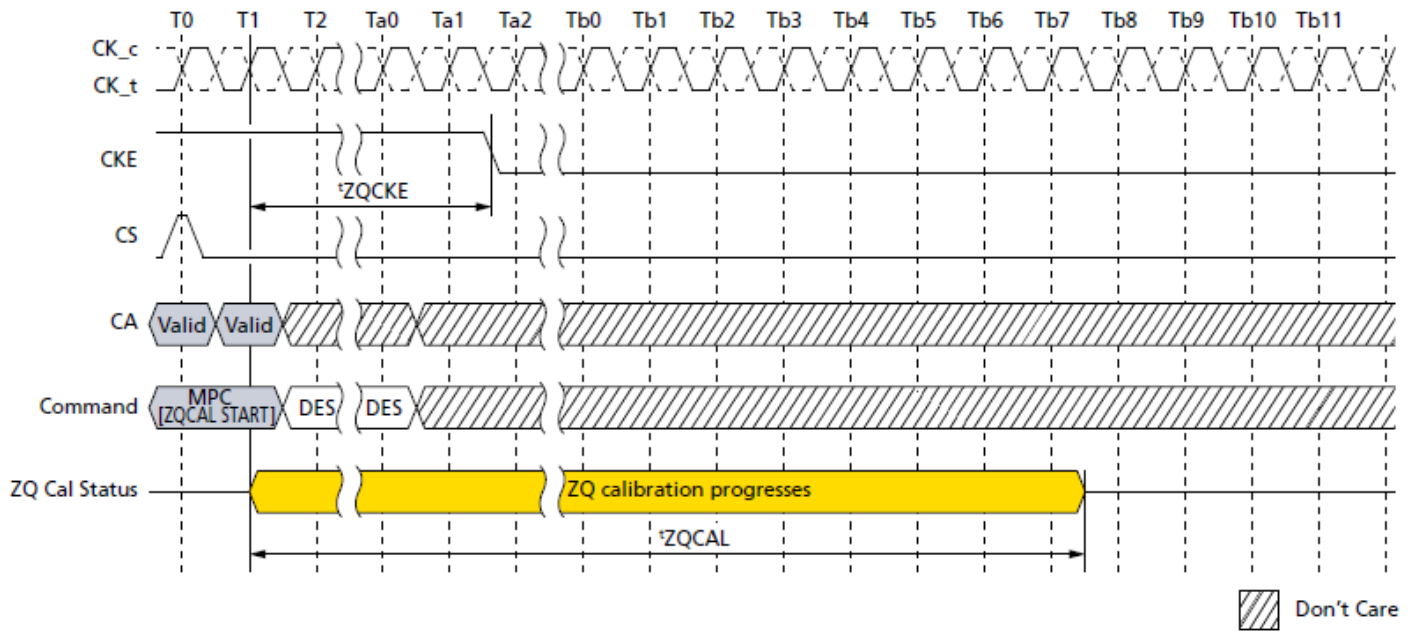 T0 T1 T2 Ta0 Ta1 Ta2 Tb0 Tb1 Tb2 Tb3 Tb4 Tb5 Tb6 Tb7 Tb8 Tb9 Tb10 Tb11
CK_c
CK_t
CKE
tZQCKE
CS
CA Valid Valid
Command MPC
[ZQCAL START] DES DES
ZQ Cal Status ZQ calibration progresses
tZQCAL
Don't Care